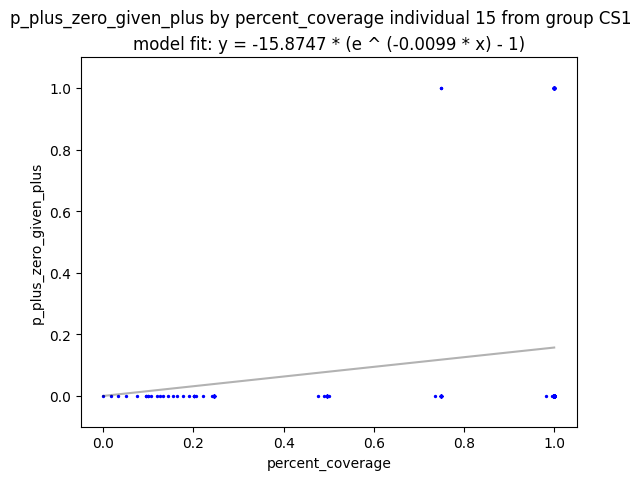 p_plus_zero_given_plus by percent_coverage individual 15 from group CS1
model fit: y = -15.8747 * (e ^ (-0.0099 * x) - 1)
1.0
0.8
0.6
0.4
0.2
0.0
p_plus_zero_given_plus
0.0 0.2 0.4 0.6 0.8 1.0
percent_coverage